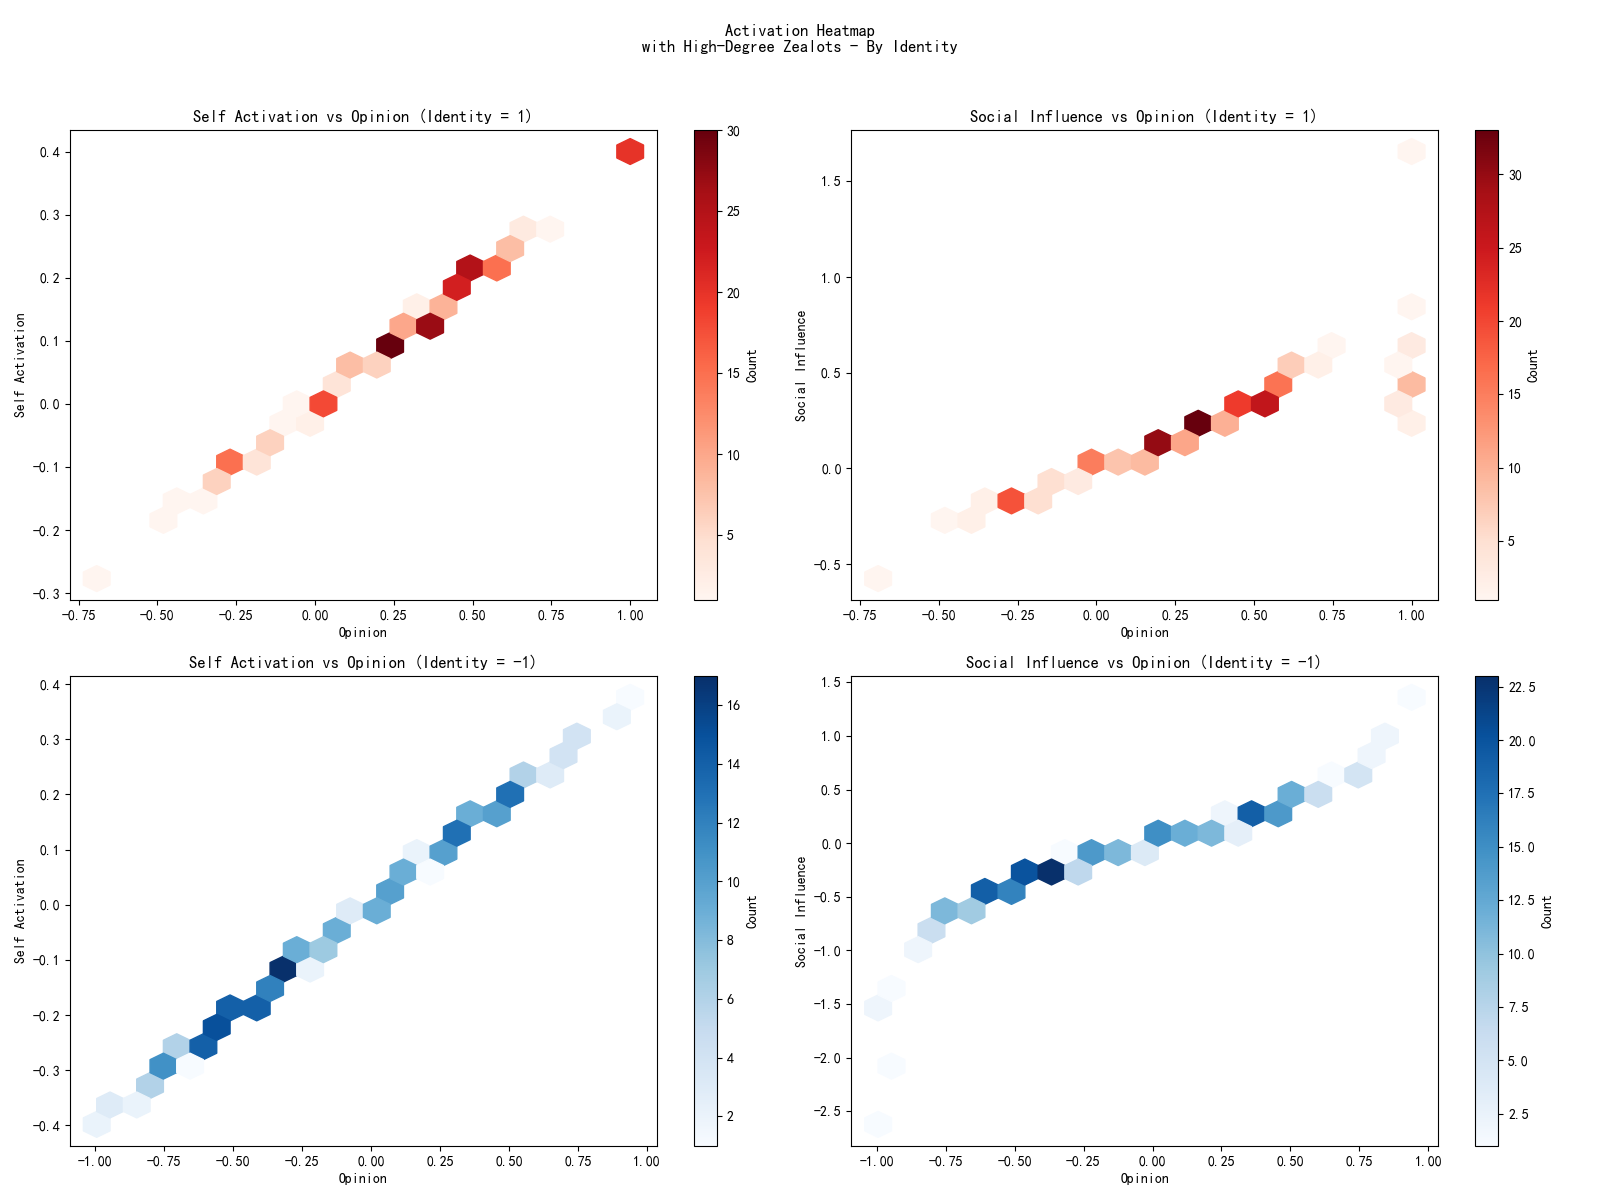 Activation Heatmap
with High-Degree Zealots - By Identity
Self Activation vs Opinion (Identity = 1)
Self Activation
0.4
0.3
0.2
0.1
0.0
−0.1
−0.2
−0.3
−0.75 −0.50 −0.25 0.00 0.25 0.50 0.75 1.00
Opinion
30
25
20
15
10
5
Count
Social Influence vs Opinion (Identity = 1)
Social Influence
1.5
1.0
0.5
0.0
−0.5
−0.75 −0.50 −0.25 0.00 0.25 0.50 0.75 1.00
Opinion
30
25
20
15
10
5
Count
Self Activation vs Opinion (Identity = -1)
Self Activation
0.4
0.3
0.2
0.1
0.0
−0.1
−0.2
−0.3
−0.4
−1.00 −0.75 −0.50 −0.25 0.00 0.25 0.50 0.75 1.00
Opinion
16
14
12
10
8
6
4
2
Count
Social Influence vs Opinion (Identity = -1)
Social Influence
1.5
1.0
0.5
0.0
−0.5
−1.0
−1.5
−2.0
−2.5
−1.00 −0.75 −0.50 −0.25 0.00 0.25 0.50 0.75 1.00
Opinion
22.5
20.0
17.5
15.0
12.5
10.0
7.5
5.0
2.5
Count